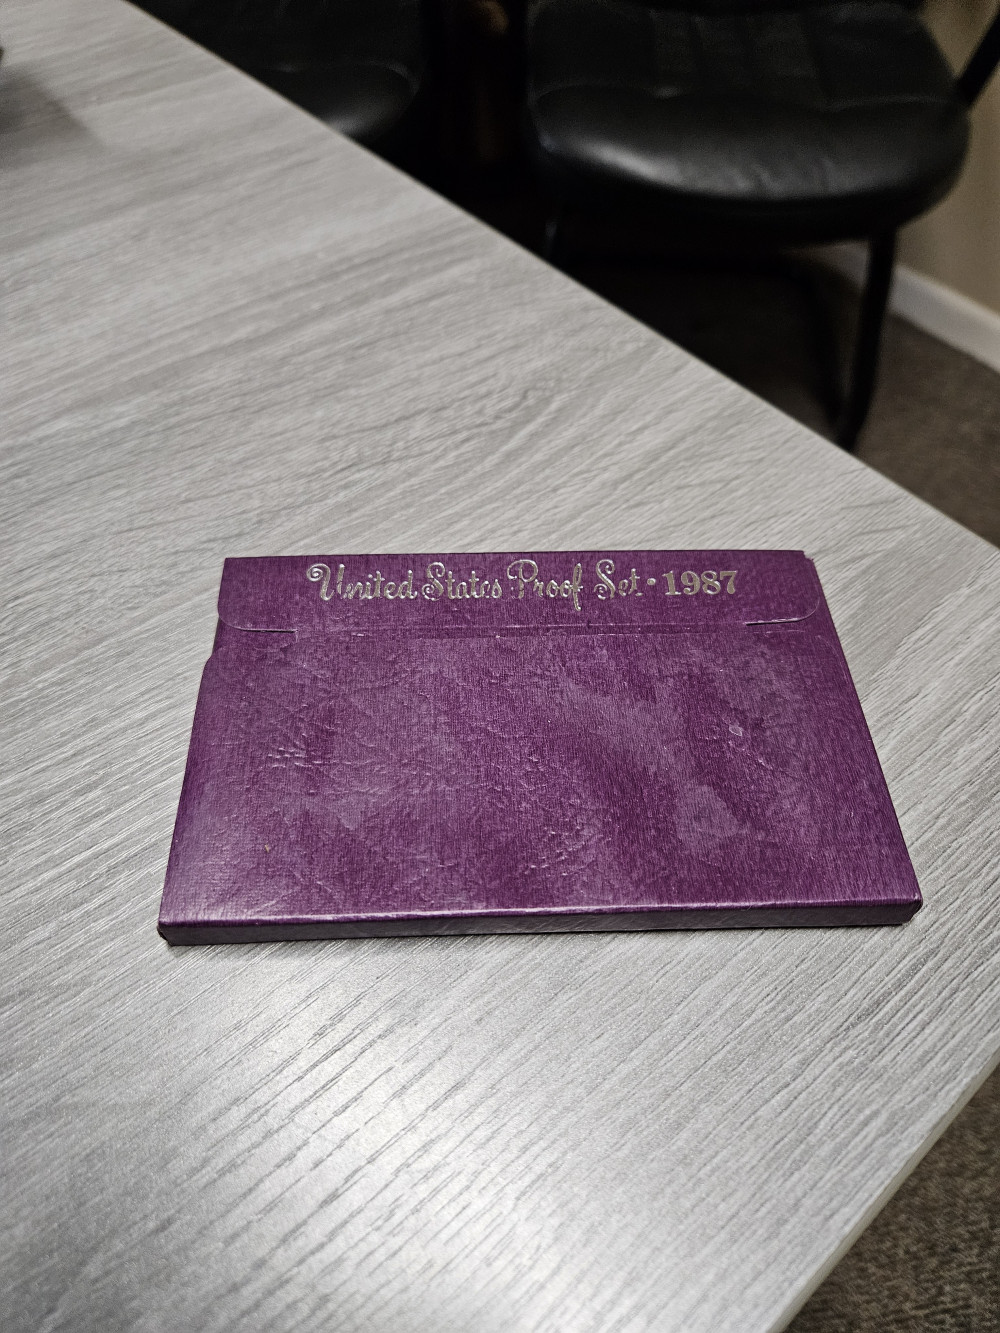 United States Proof Set · 1987